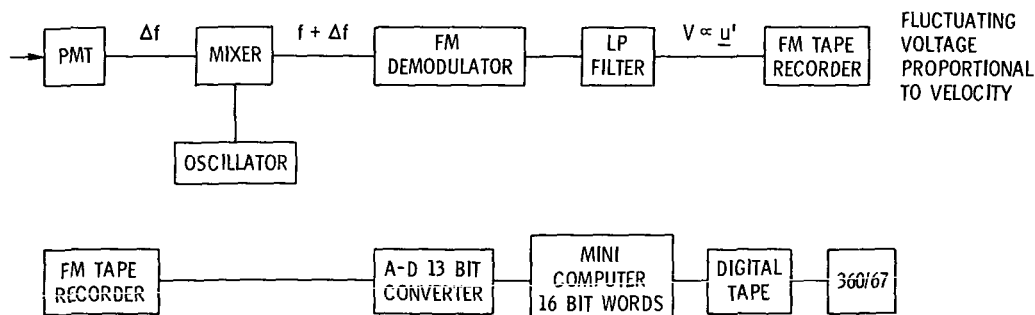 Δf
f + Δf
PMT
MIXER
FM
DEMODULATOR
LP
FILTER
V ∝ u'
FM TAPE
RECORDER
FLUCTUATING
VOLTAGE
PROPORTIONAL
TO VELOCITY
OSCILLATOR
FM TAPE
RECORDER
A-D 13 BIT
CONVERTER
MINI
COMPUTER
16 BIT WORDS
DIGITAL
TAPE
360/67